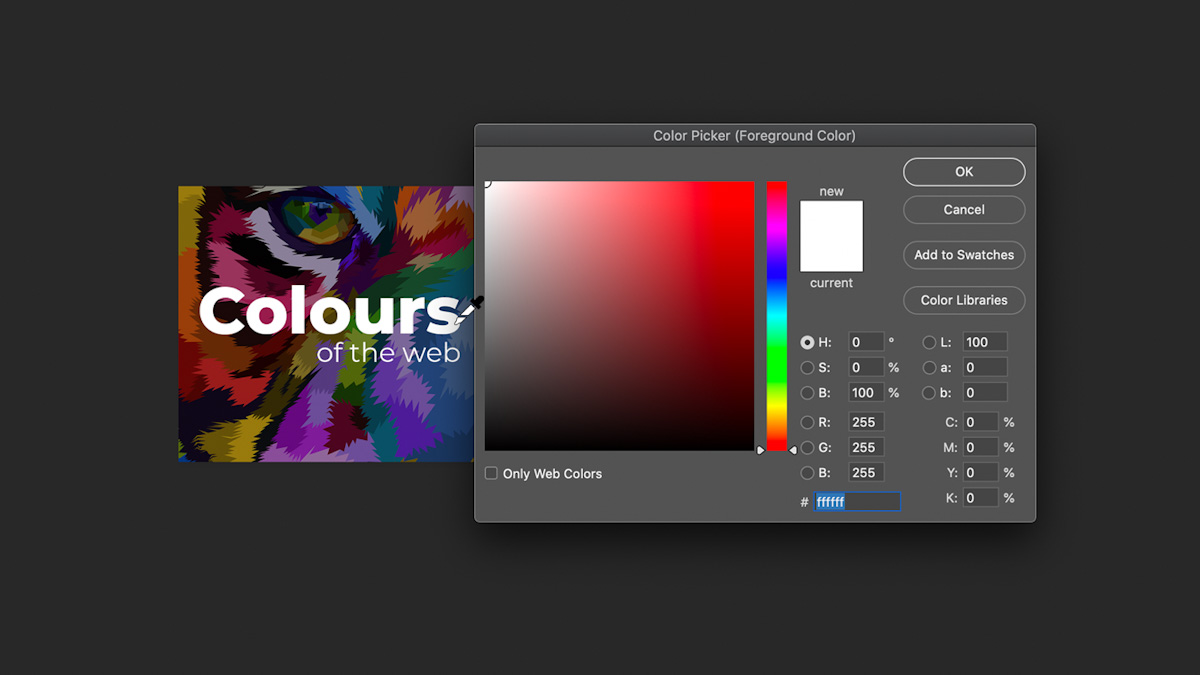 Colours
of the web
Color Picker (Foreground Color)
new
current
OK
Cancel
Add to Swatches
Color Libraries
H: 0 °
S: 0 %
B: 100 %
R: 255
G: 255
B: 255
# ffffff
L: 100
a: 0
b: 0
C: 0 %
M: 0 %
Y: 0 %
K: 0 %
Only Web Colors